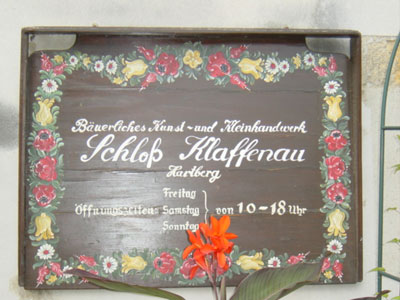 Bäuerliches Kunst- und Kleinhandwerk
Schloß Klaffenau
Hartberg
Freitag
Öffnungszeiten: Samstag von 10-18 Uhr
Sonntag